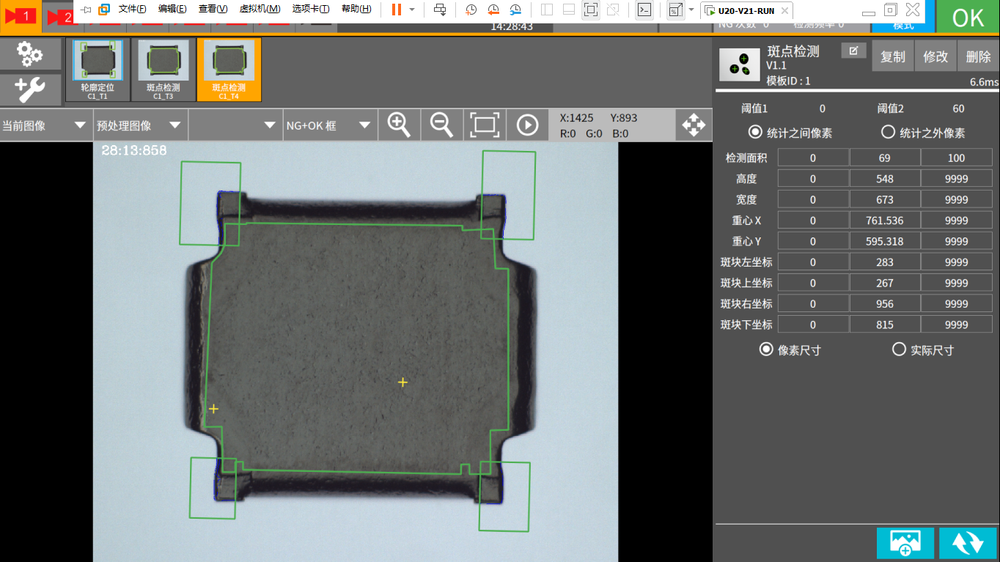 1
2
文件(F) 编辑(E) 查看(V) 虚拟机(M) 选项卡(T) 帮助(H)
U20-V21-RUN
OK
14:28:43
NG 次数 0 检测频率 0
模式
轮廓定位
C1_T1
斑点检测
C1_T3
斑点检测
C1_T4
斑点检测
V1.1
模板ID : 1
复制 修改 删除
6.6ms
当前图像 预处理图像 NG+OK 框
X:1425 Y:893
R:0 G:0 B:0
28:13:858
阈值1 0 阈值2 60
统计之间像素 统计之外像素
检测面积 0 69 100
高度 0 548 9999
宽度 0 673 9999
重心 X 0 761.536 9999
重心 Y 0 595.318 9999
斑块左坐标 0 283 9999
斑块上坐标 0 267 9999
斑块右坐标 0 956 9999
斑块下坐标 0 815 9999
像素尺寸 实际尺寸